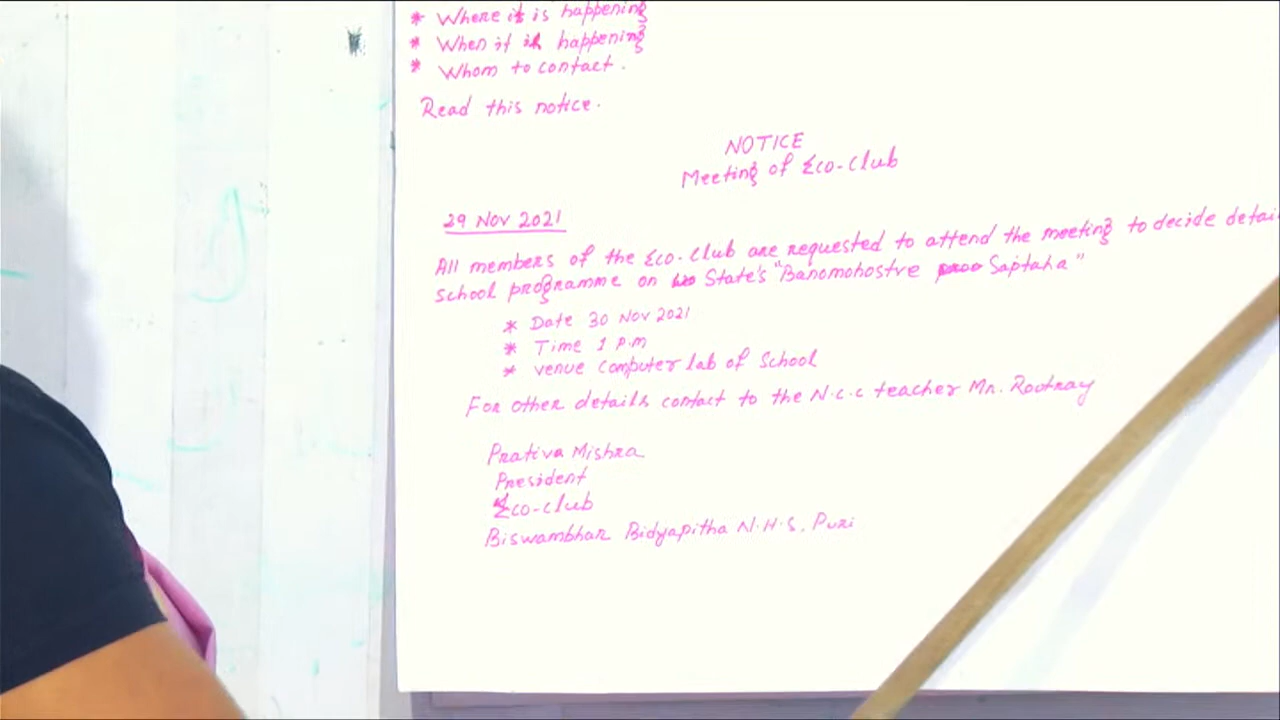 * Where it is happening
* When it is happening
* Whom to contact.
Read this notice.
NOTICE
Meeting of Eco-Club
29 Nov 2021
All members of the Eco-Club are requested to attend the meeting to decide detai
School programme on State's "Banomohostve Saptaha"
* Date 30 Nov 2021
* Time 1 P.m
* venue computer lab of School
For other details contact to the N.C.C teacher Mr. Rootray
Prativa Mishra
President
Eco-club
Biswambhar Bidyapitha N.H.S. Puri